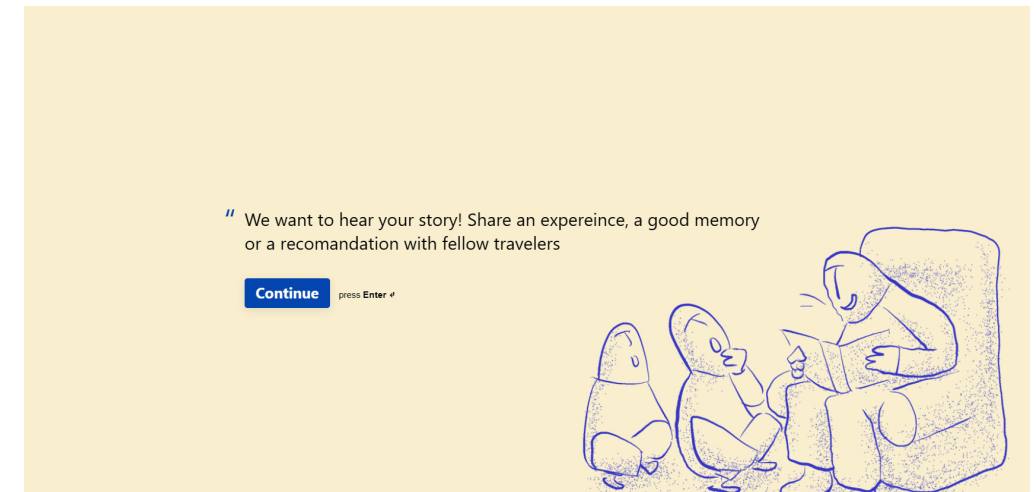 “ We want to hear your story! Share an expereince, a good memory
or a recomandation with fellow travelers
Continue press Enter ↵